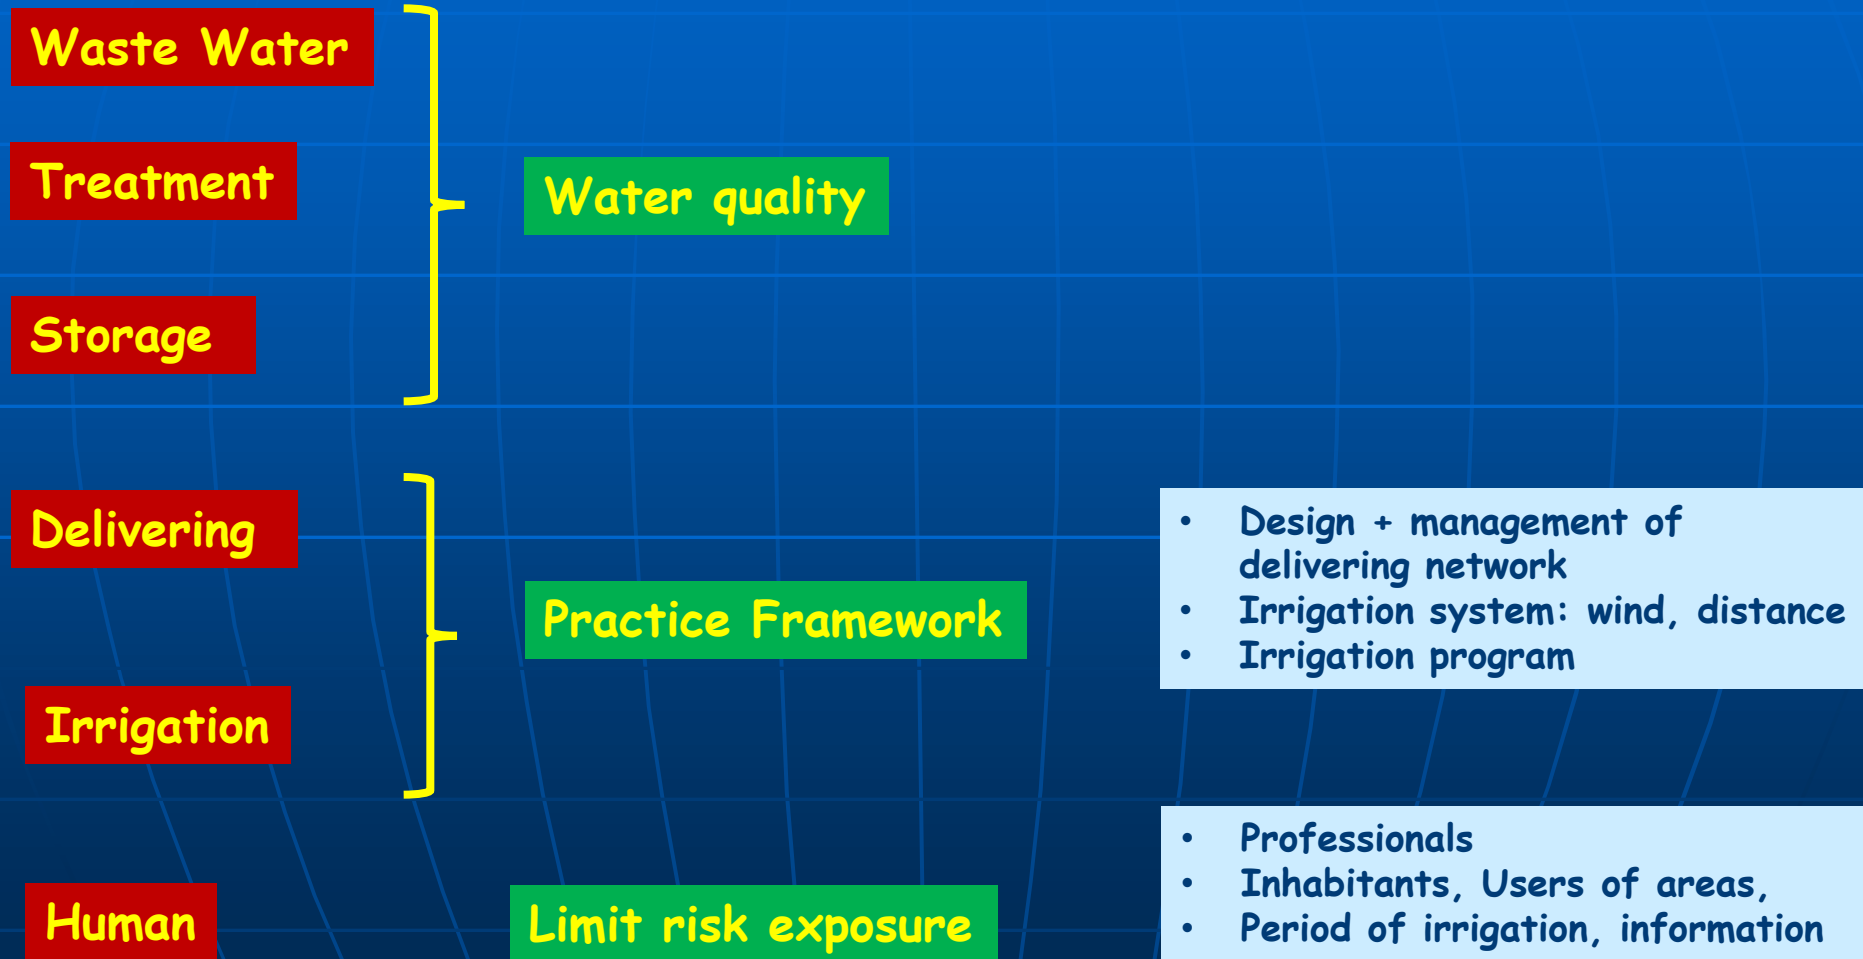 Waste Water
Treatment
Water quality
Storage
Delivering
Irrigation
Practice Framework
• Design + management of
delivering network
• Irrigation system: wind, distance
• Irrigation program
Human
Limit risk exposure
• Professionals
• Inhabitants, Users of areas,
• Period of irrigation, information